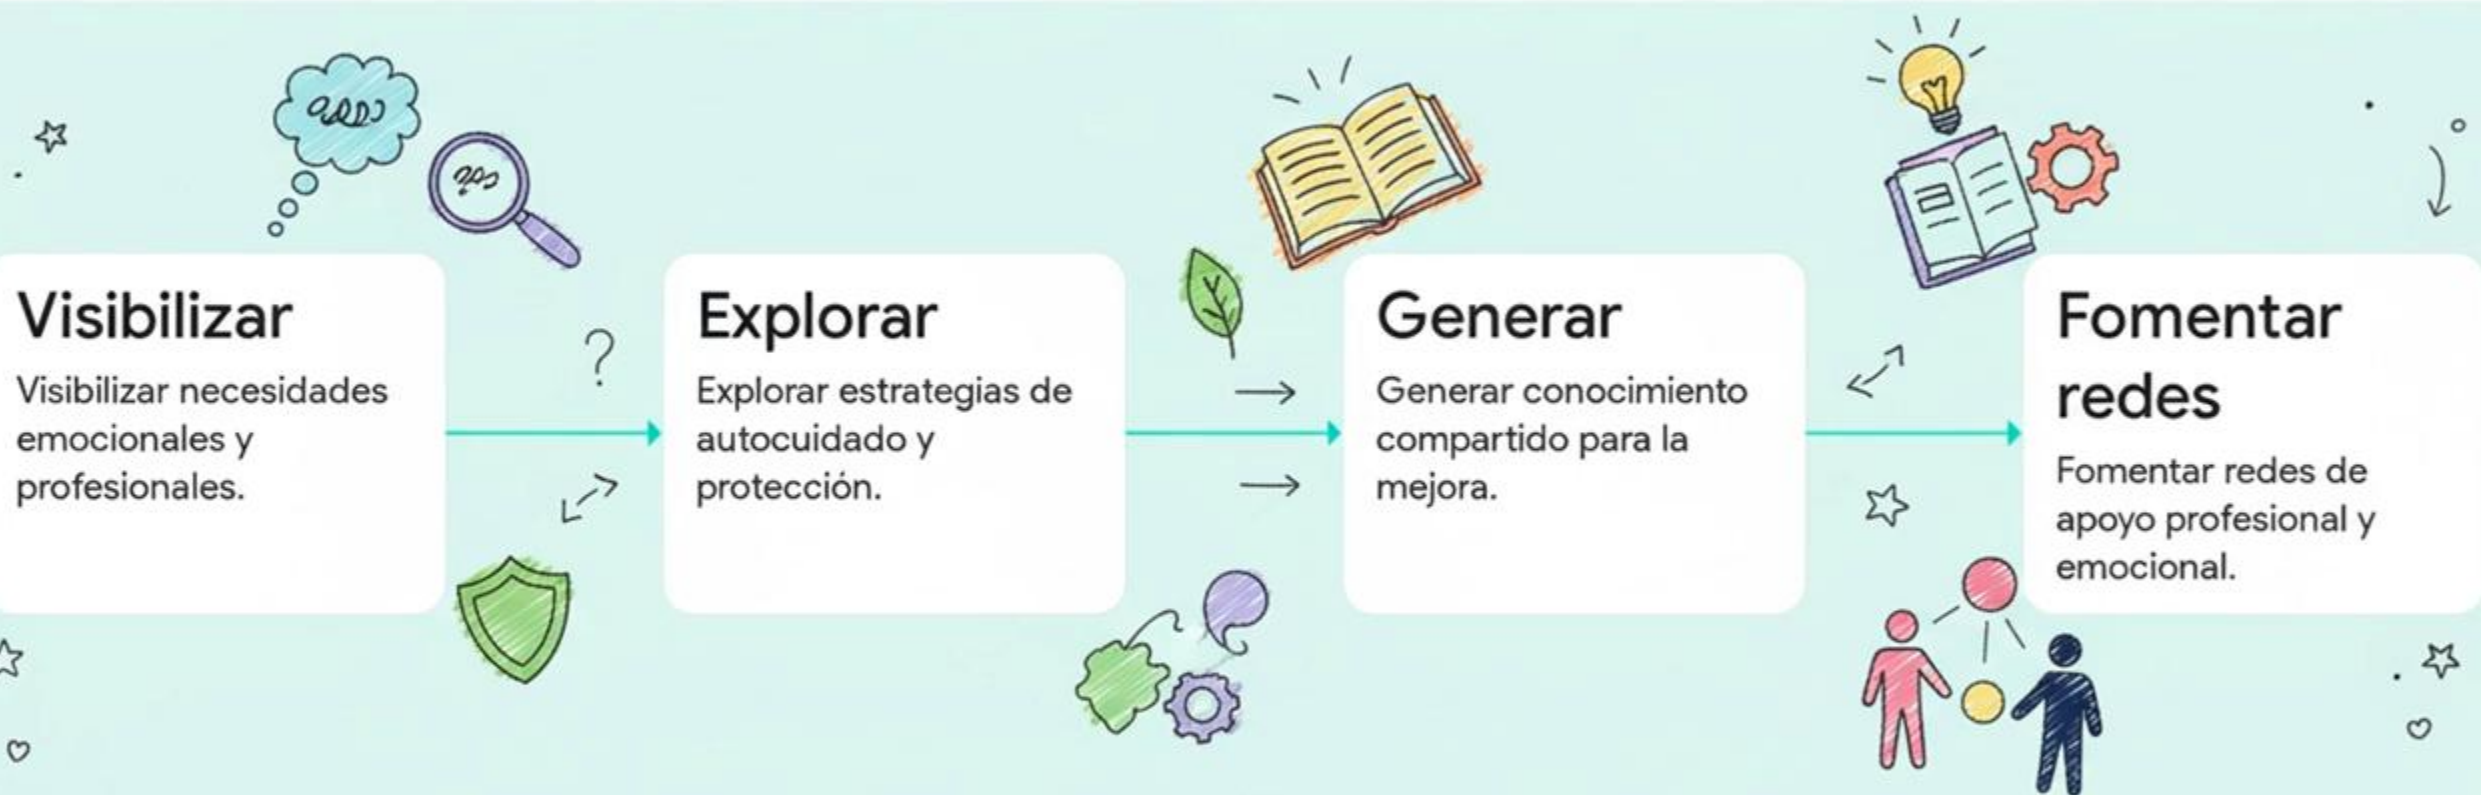 Visibilizar
Visibilizar necesidades
emocionales y
profesionales.
Explorar
Explorar estrategias de
autocuidado y
protección.
?
Generar
Generar conocimiento
compartido para la
mejora.
Fomentar
redes
Fomentar redes de
apoyo profesional y
emocional.